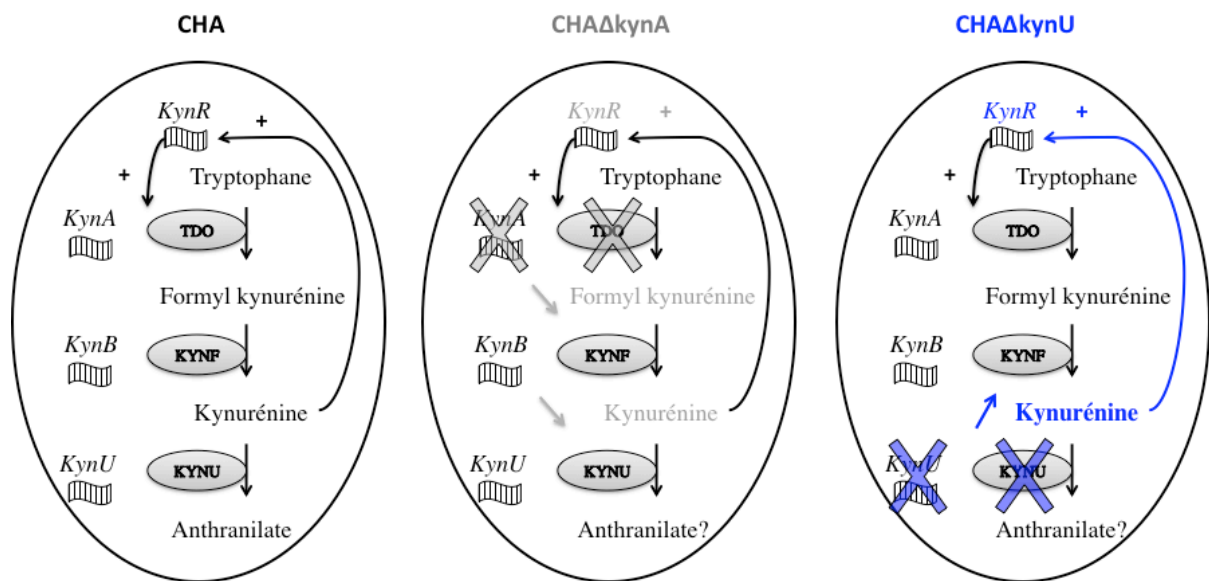 CHA
KynR
+
+
Tryptophane
KynA
TDO
Formyl kynurénine
KynB
KYNF
Kynurénine
KynU
KYNU
Anthranilate
CHAΔkynA
KynR
+
+
Tryptophane
KynA
TDO
Formyl kynurénine
KynB
KYNF
Kynurénine
KynU
KYNU
Anthranilate?
CHAΔkynU
KynR
+
+
Tryptophane
KynA
TDO
Formyl kynurénine
KynB
KYNF
Kynurénine
KynU
KYNU
Anthranilate?